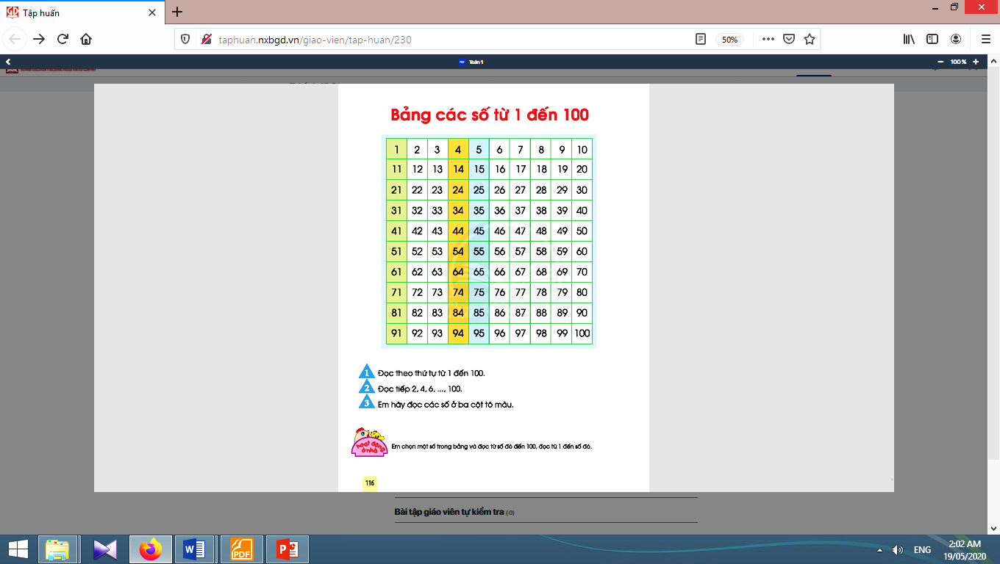 Tập huấn
taphuan.nxbgd.vn/giao-vien/tap-huan/230
50%
Toán 1
100 %
Bảng các số từ 1 đến 100
1 2 3 4 5 6 7 8 9 10
11 12 13 14 15 16 17 18 19 20
21 22 23 24 25 26 27 28 29 30
31 32 33 34 35 36 37 38 39 40
41 42 43 44 45 46 47 48 49 50
51 52 53 54 55 56 57 58 59 60
61 62 63 64 65 66 67 68 69 70
71 72 73 74 75 76 77 78 79 80
81 82 83 84 85 86 87 88 89 90
91 92 93 94 95 96 97 98 99 100
1 Đọc theo thứ tự từ 1 đến 100.
2 Đọc tiếp 2, 4, 6, ..., 100.
3 Em hãy đọc các số ở ba cột tô màu.
hoạt động
ở nhà
Em chọn một số trong bảng và đọc từ số đó đến 100, đọc từ 1 đến số đó.
116
Bài tập giáo viên tự kiểm tra (0)
PDF
ENG
2:02 AM
19/05/2020